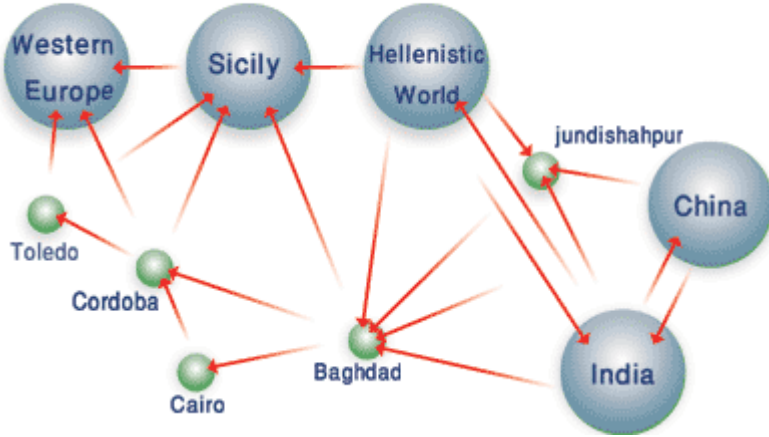 Western
Europe
Sicily
Hellenistic
World
jundishahpur
China
Toledo
Cordoba
Baghdad
India
Cairo